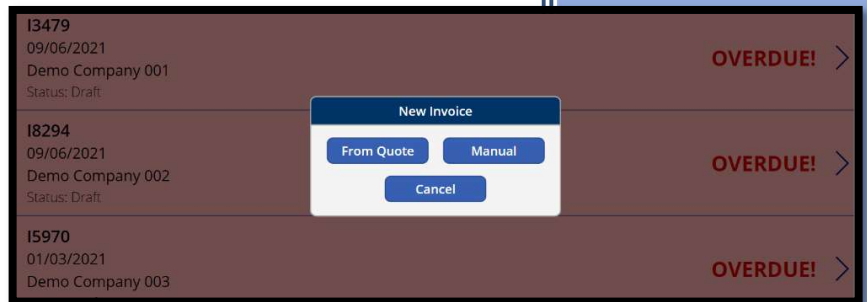 I3479
09/06/2021
Demo Company 001
Status: Draft
OVERDUE!
New Invoice
From Quote Manual
Cancel
I8294
09/06/2021
Demo Company 002
Status: Draft
OVERDUE!
I5970
01/03/2021
Demo Company 003
OVERDUE!